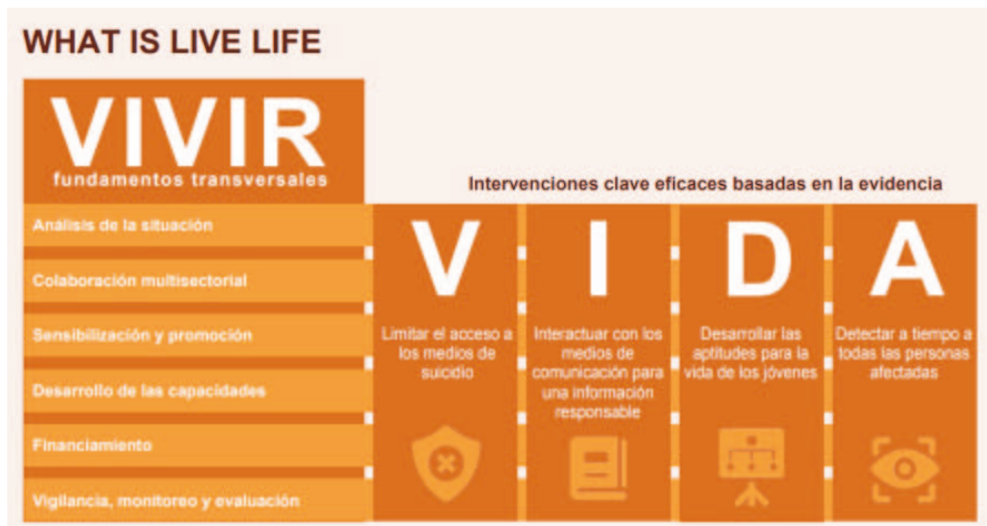 WHAT IS LIVE LIFE
VIVIR
fundamentos transversales
Análisis de la situación
Colaboración multisectorial
Sensibilización y promoción
Desarrollo de las capacidades
Financiamiento
Vigilancia, monitoreo y evaluación
Intervenciones clave eficaces basadas en la evidencia
V
Limitar el acceso a
los medios de
suicidio
I
Interactuar con los
medios de
comunicación para
una información
responsable
D
Desarrollar las
aptitudes para la
vida de los jóvenes
A
Detectar a tiempo a
todas las personas
afectadas